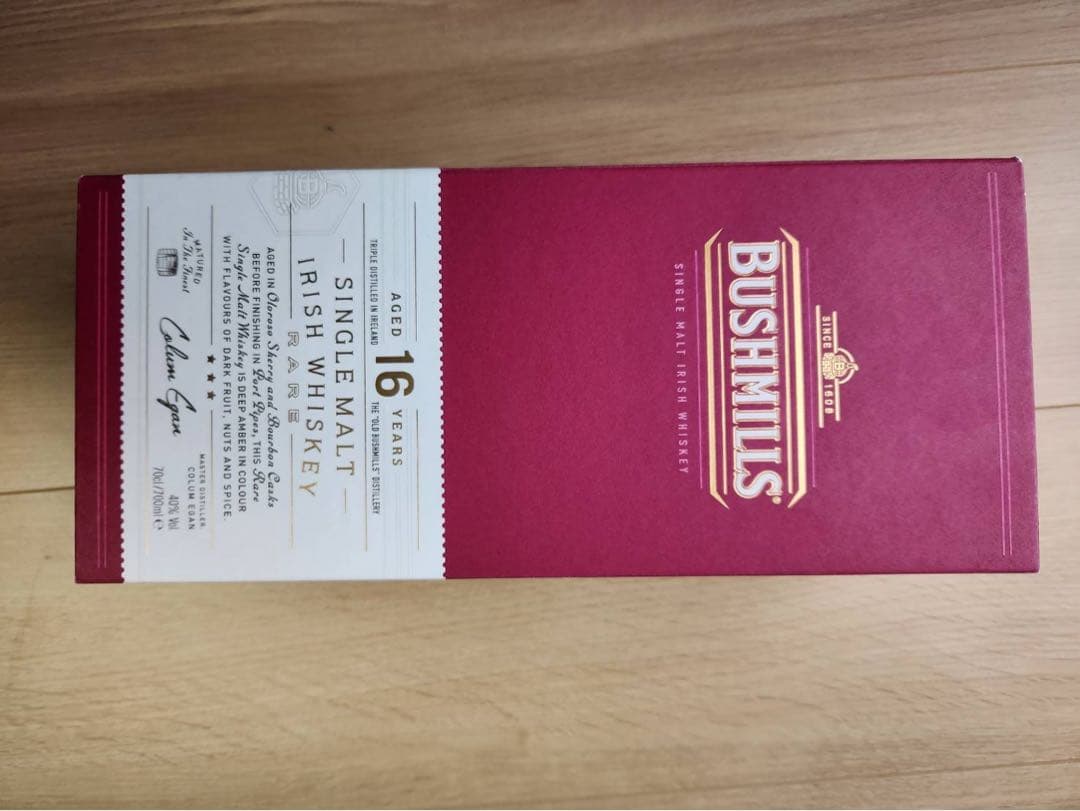 SINCE 1608
BUSHMILLS®
SINGLE MALT IRISH WHISKEY
AGED 16 YEARS
TRIPLE DISTILLED IN IRELAND THE "OLD BUSHMILLS" DISTILLERY
SINGLE MALT
IRISH WHISKEY
RARE
AGED IN Oloroso Sherry and Bourbon Casks
BEFORE FINISHING IN Port Pipes, THIS Rare
Single Malt Whiskey IS DEEP AMBER IN COLOUR
WITH FLAVOURS OF DARK FRUIT, NUTS AND SPICE.
MATURED
In The Finest
Colum Egan
MASTER DISTILLER,
COLUM EGAN
40% Vol
70cl/700ml ℮